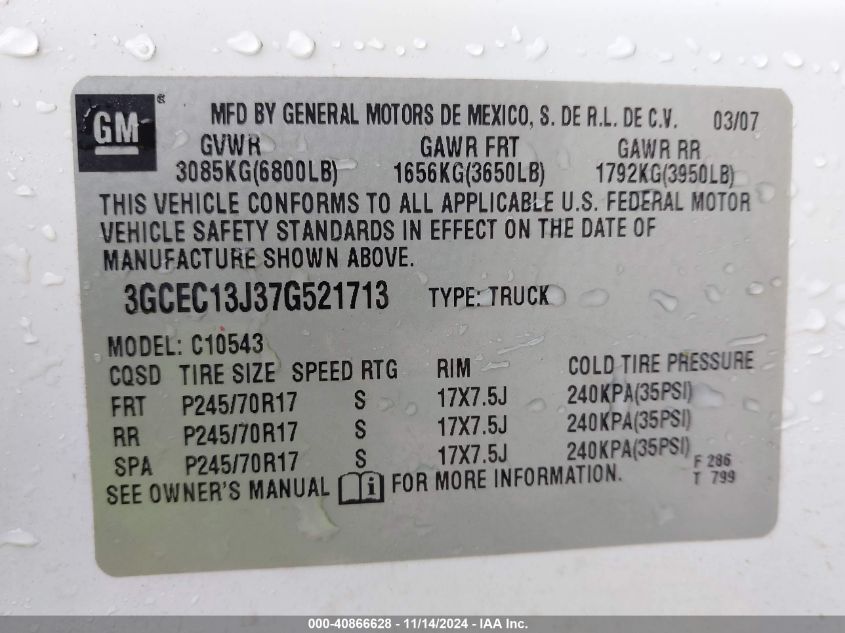 GM®
MFD BY GENERAL MOTORS DE MEXICO, S. DE R.L. DE C.V. 03/07
GVWR GAWR FRT GAWR RR
3085KG(6800LB) 1656KG(3650LB) 1792KG(3950LB)
THIS VEHICLE CONFORMS TO ALL APPLICABLE U.S. FEDERAL MOTOR
VEHICLE SAFETY STANDARDS IN EFFECT ON THE DATE OF
MANUFACTURE SHOWN ABOVE.
3GCEC13J37G521713 TYPE: TRUCK
MODEL: C10543
CQSD TIRE SIZE SPEED RTG RIM COLD TIRE PRESSURE
FRT P245/70R17 S 17X7.5J 240KPA(35PSI)
RR P245/70R17 S 17X7.5J 240KPA(35PSI)
SPA P245/70R17 S 17X7.5J 240KPA(35PSI)
SEE OWNER'S MANUAL i FOR MORE INFORMATION.
F 286
T 799
000-40866628 - 11/14/2024 - IAA Inc.